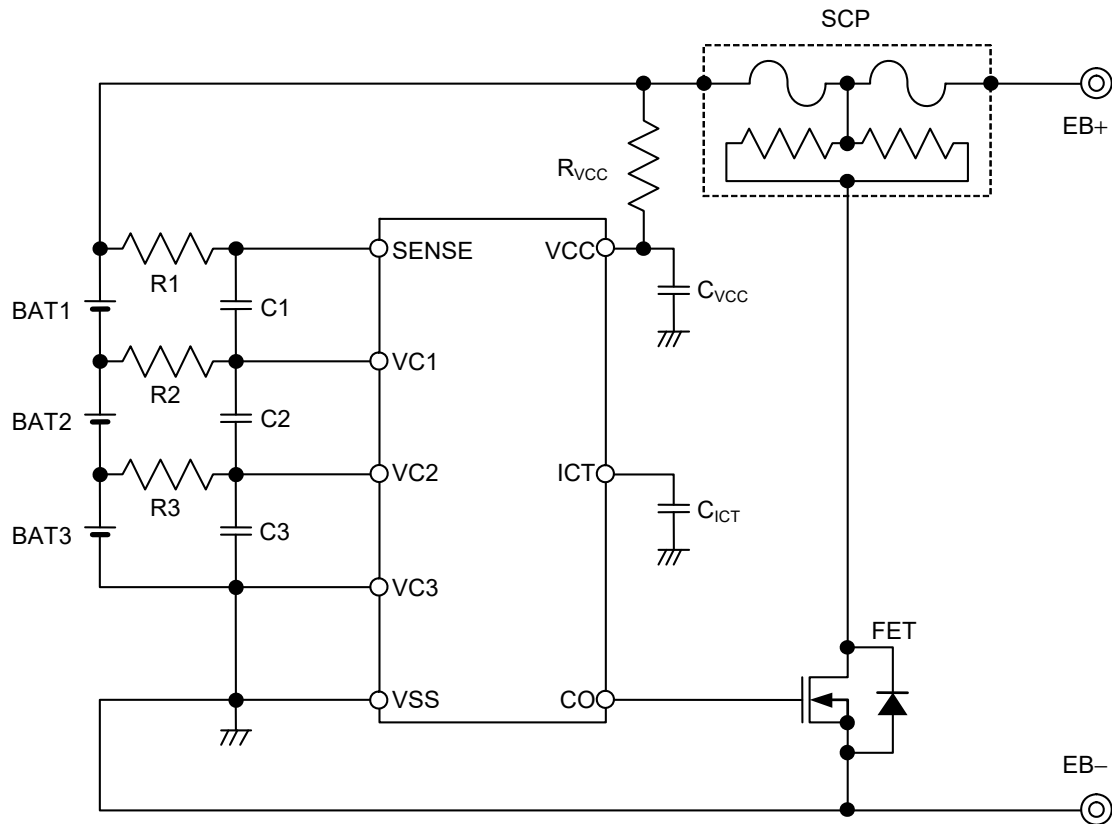 SCP
EB+
RVCC
SENSE
VCC
R1
BAT1
C1
CVCC
VC1
R2
BAT2
C2
VC2
ICT
R3
BAT3
C3
CICT
VC3
FET
VSS
CO
EB−